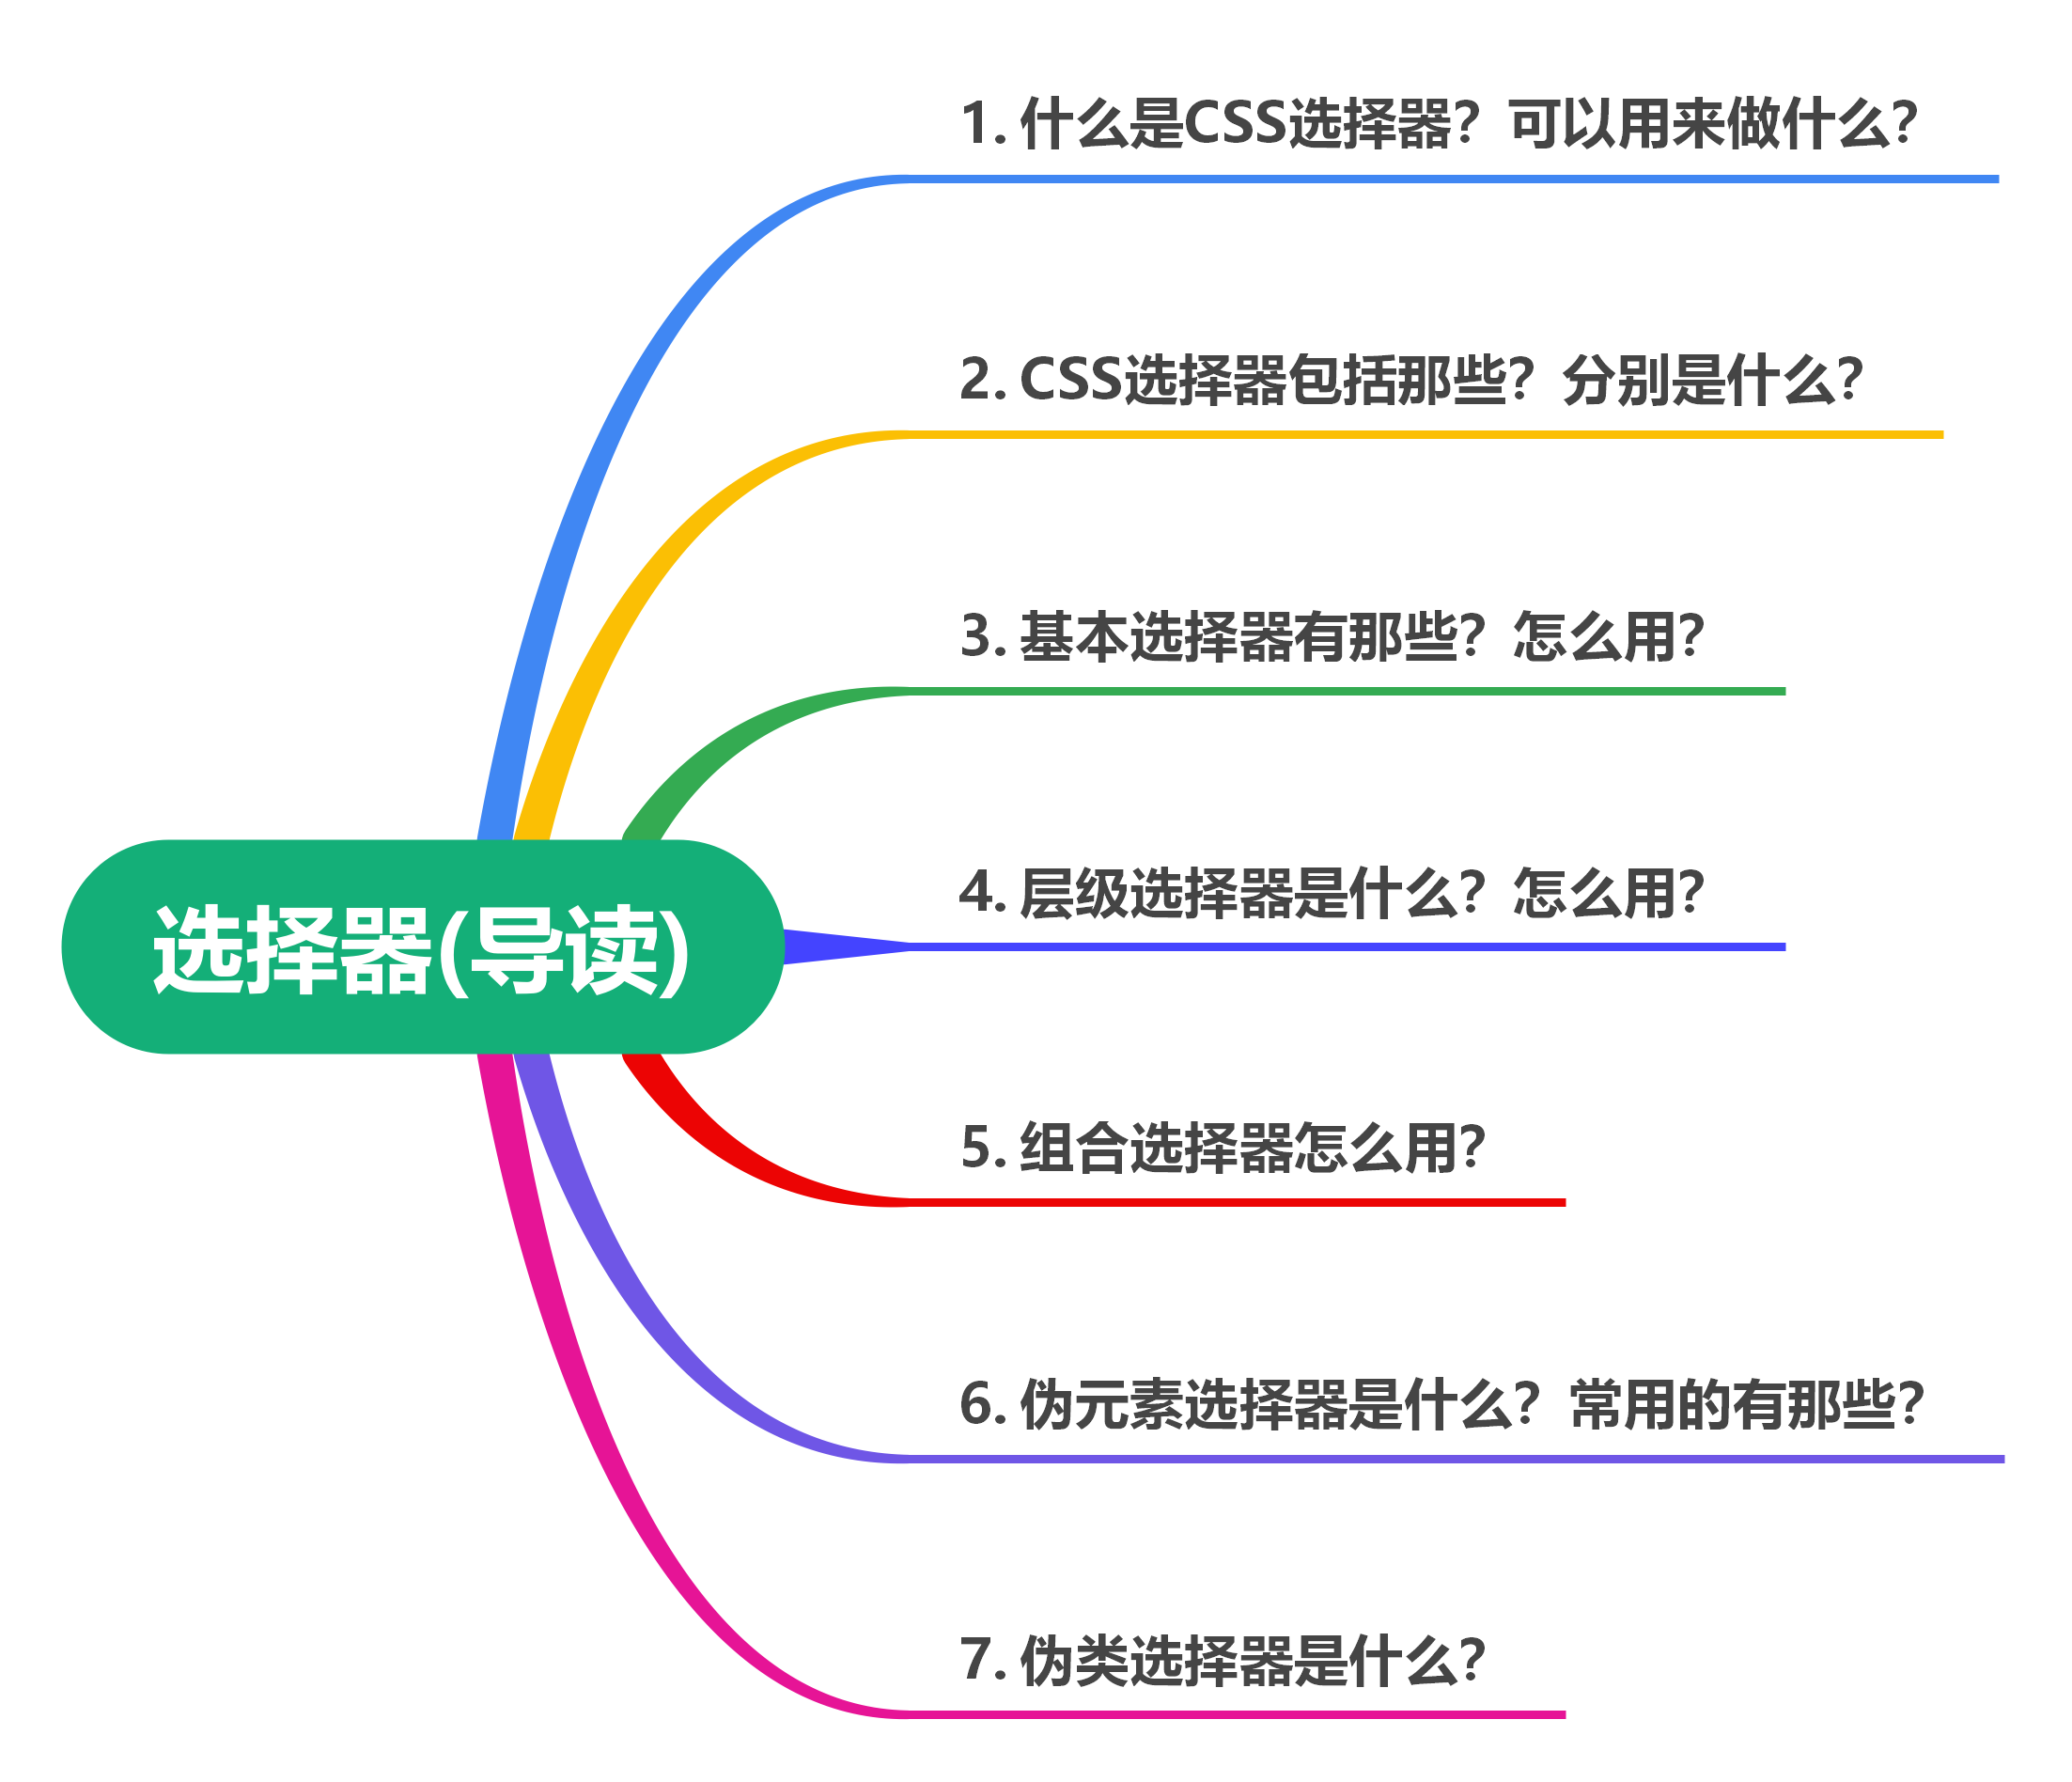 1. 什么是CSS选择器？可以用来做什么？
2. CSS选择器包括那些？分别是什么？
3. 基本选择器有那些？怎么用？
选择器(导读)
4. 层级选择器是什么？怎么用？
5. 组合选择器怎么用？
6. 伪元素选择器是什么？常用的有那些？
7. 伪类选择器是什么？